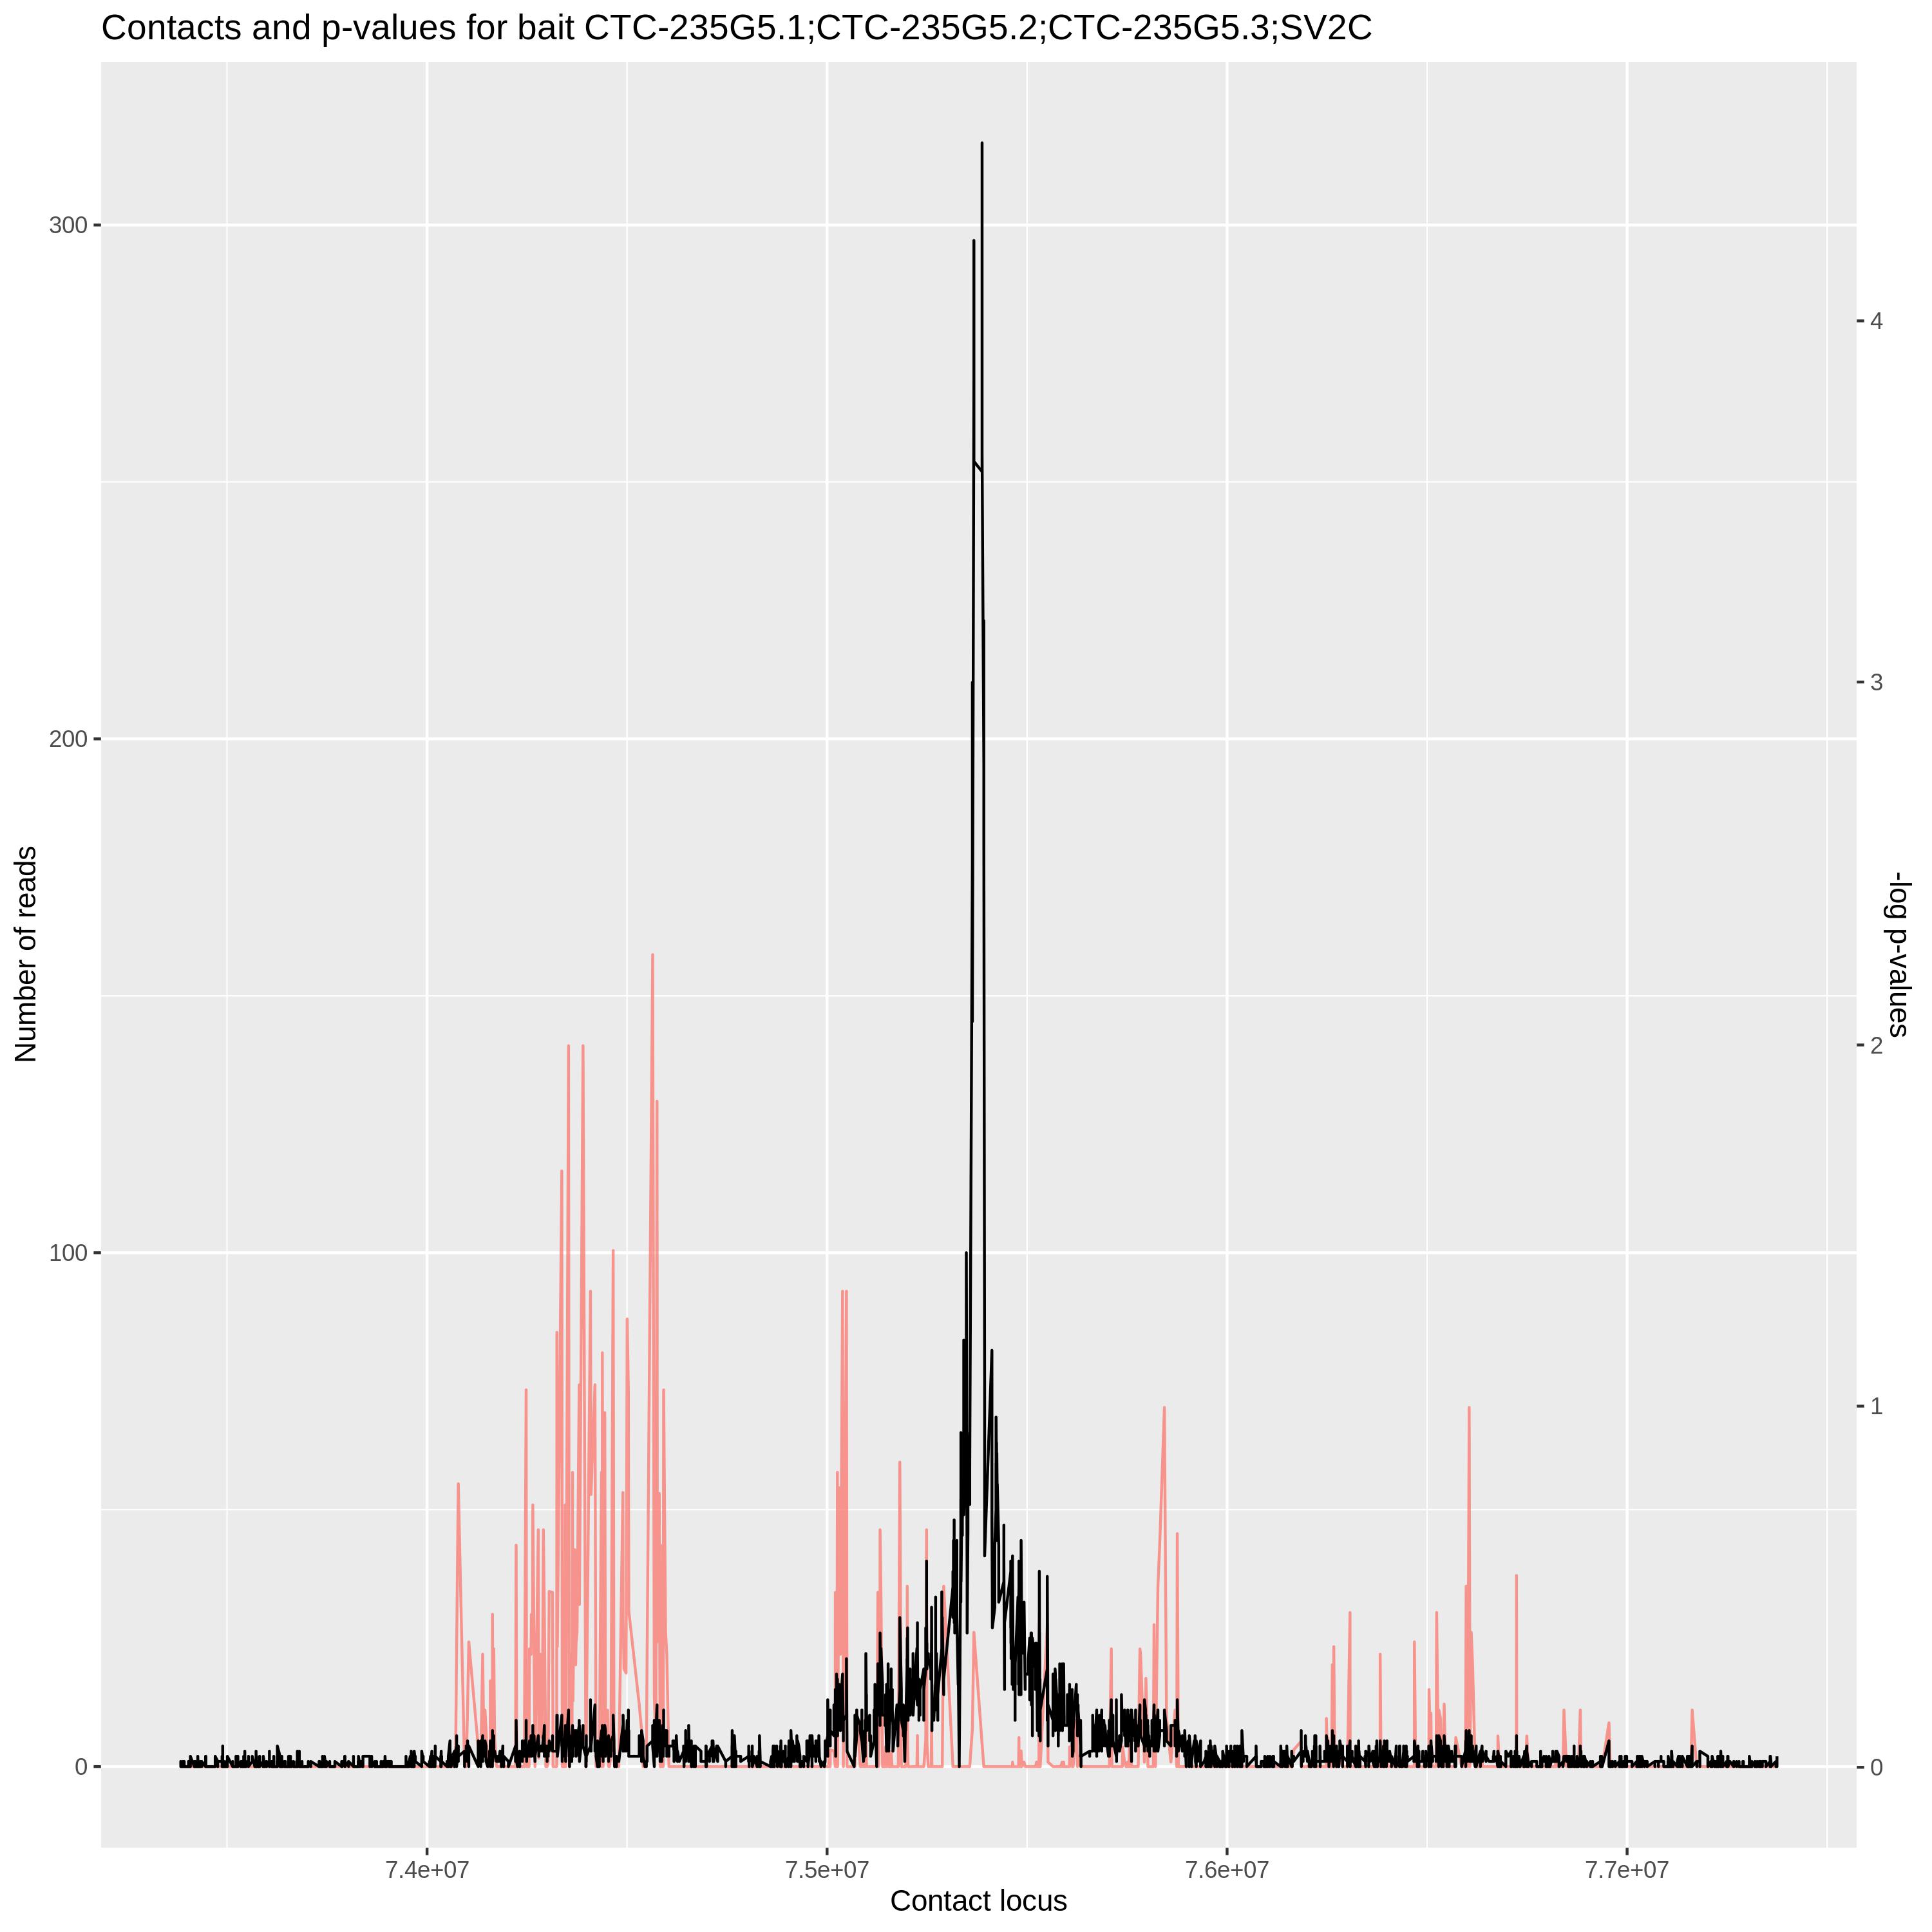 Contacts and p-values for bait CTC-235G5.1;CTC-235G5.2;CTC-235G5.3;SV2C
300
200
100
0
Number of reads
4
3
2
1
0
-log p-values
7.4e+07 7.5e+07 7.6e+07 7.7e+07
Contact locus